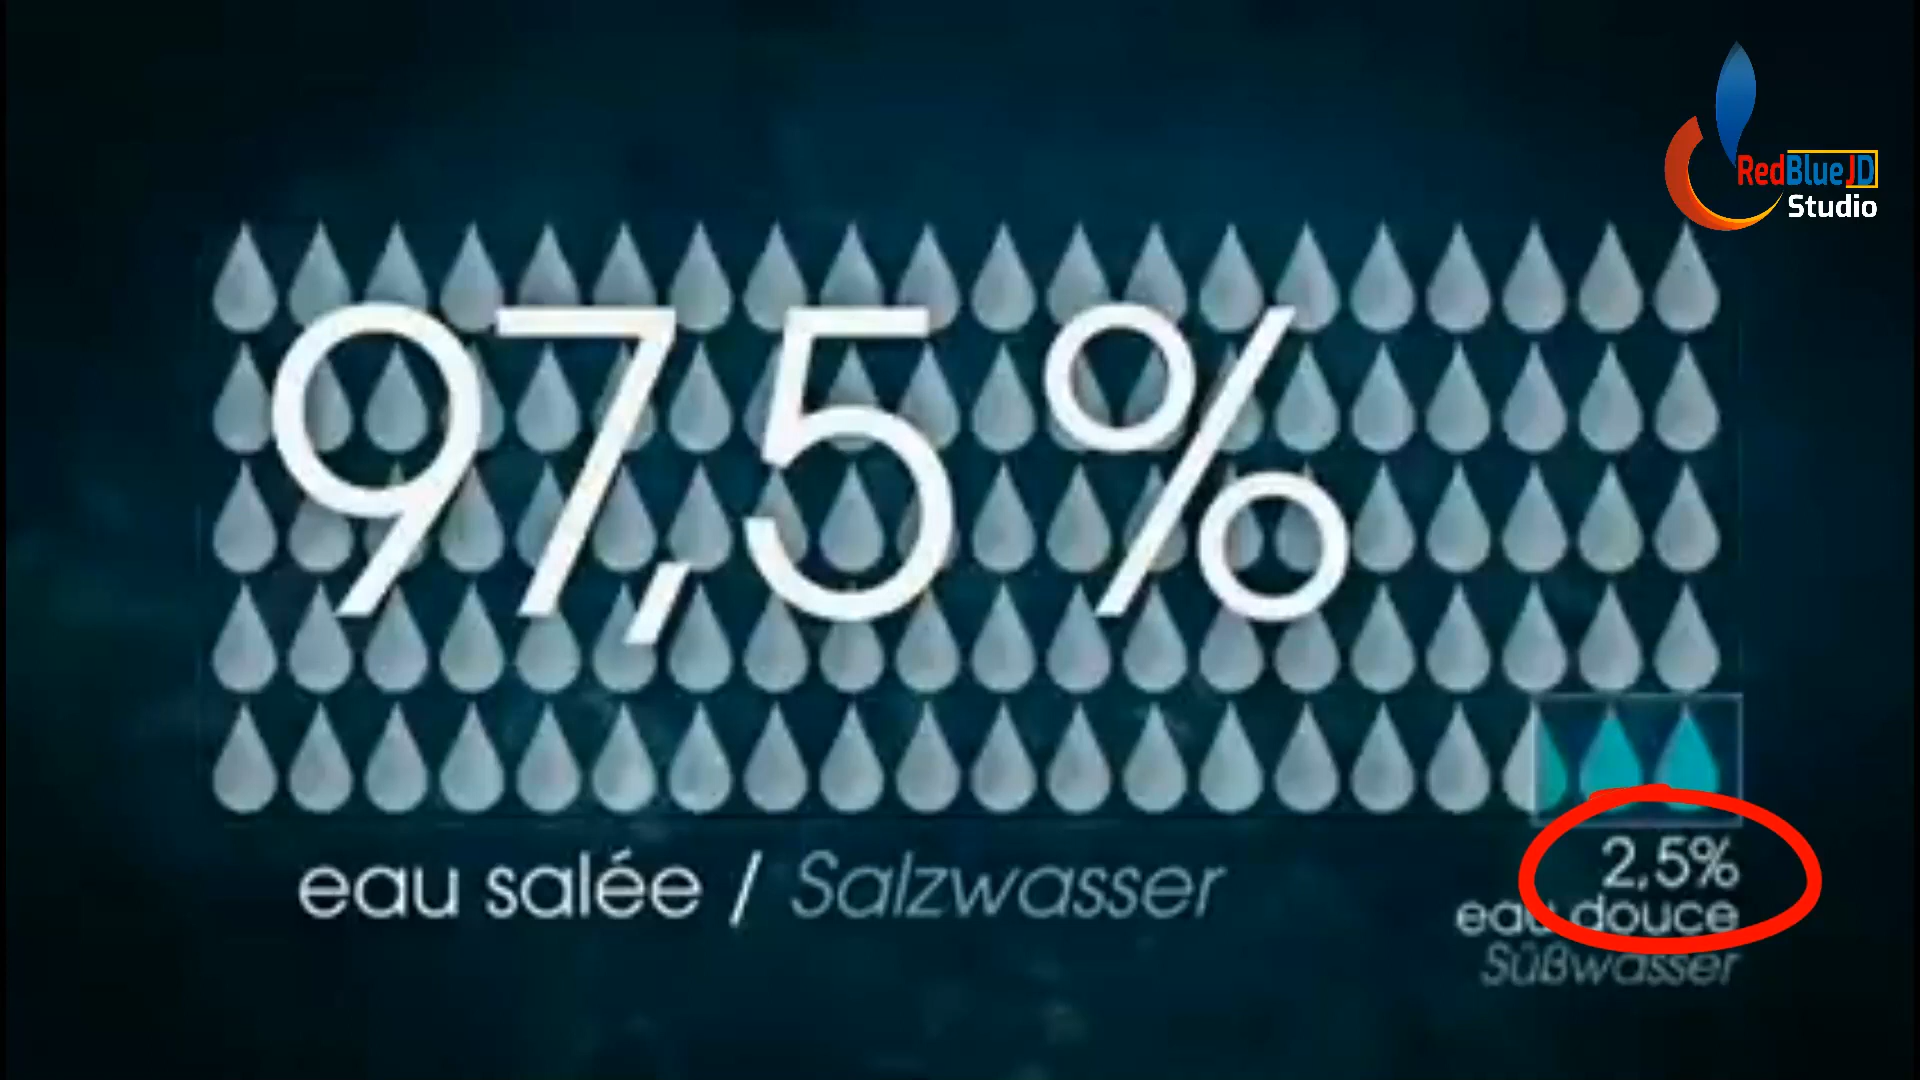 RedBlueJD
Studio
97,5 %
eau salée / Salzwasser
2,5%
eau douce
Süßwasser